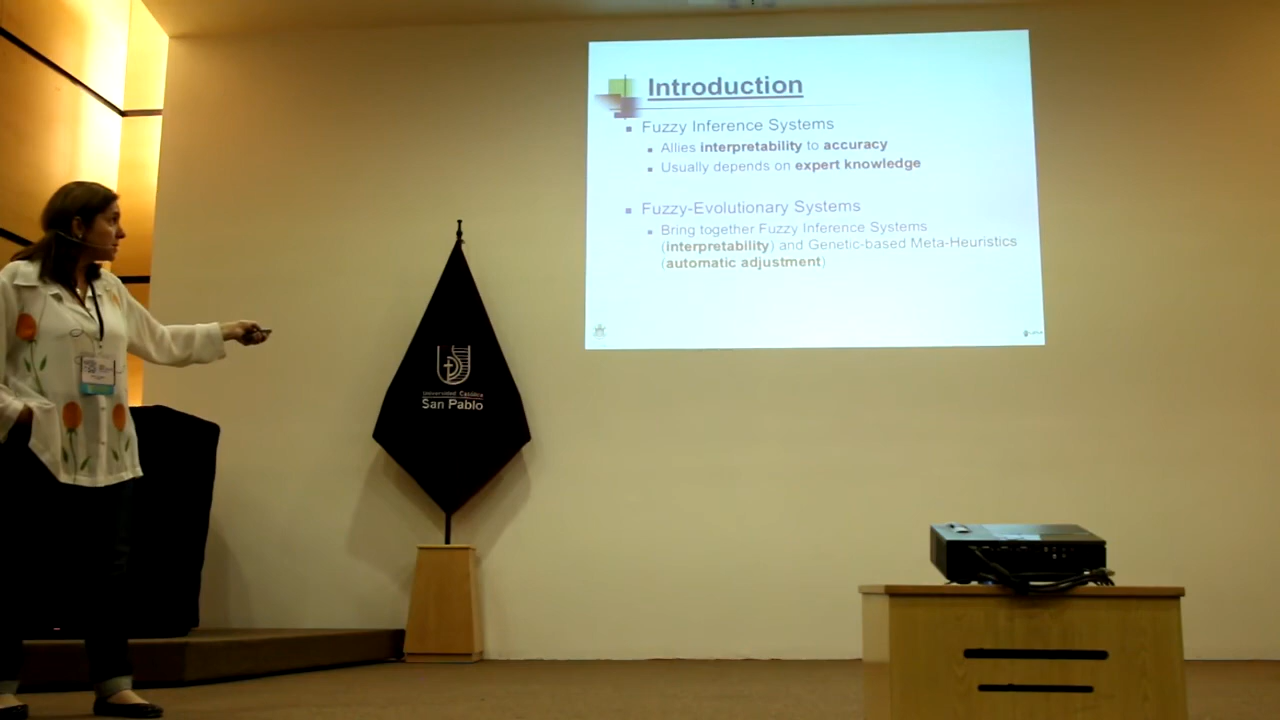 Introduction
Fuzzy Inference Systems
Allies interpretability to accuracy
Usually depends on expert knowledge
Fuzzy-Evolutionary Systems
Bring together Fuzzy Inference Systems
(interpretability) and Genetic-based Meta-Heuristics
(automatic adjustment)
Universidad Católica
San Pablo